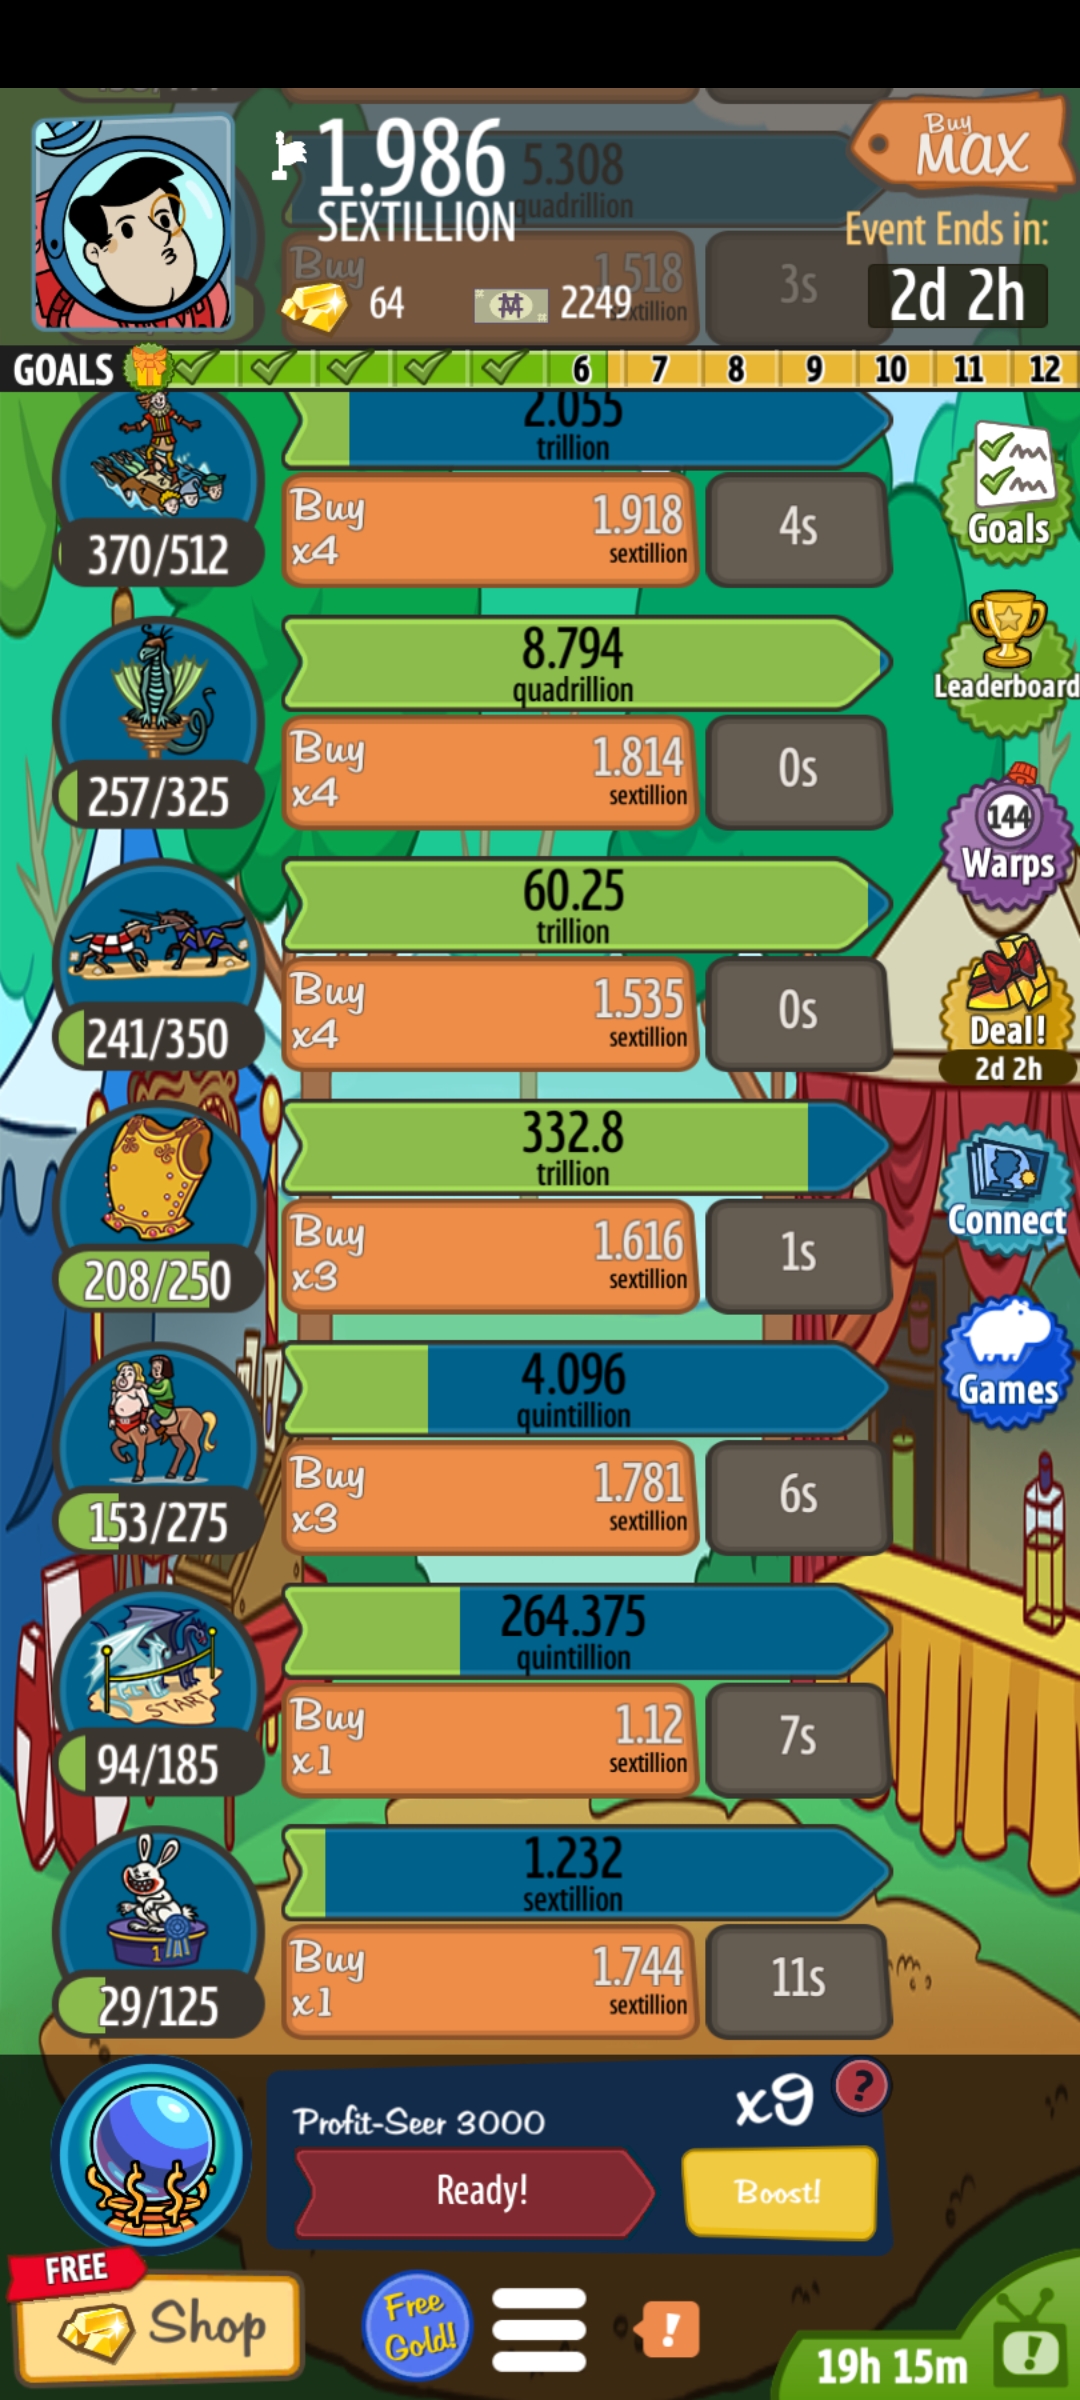 1.986
SEXTILLION
5.308
quadrillion
Buy
MAX
Event Ends in:
2d 2h
Buy
1.518
sextillion
3s
64
2249
GOALS 6 7 8 9 10 11 12
2.055
trillion
Buy
x4
1.918
sextillion
4s
370/512
Goals
8.794
quadrillion
Leaderboard
Buy
x4
1.814
sextillion
0s
257/325
144
Warps
60.25
trillion
Buy
x4
1.535
sextillion
0s
241/350
Deal!
2d 2h
332.8
trillion
Buy
x3
1.616
sextillion
1s
208/250
Connect
4.096
quintillion
Games
Buy
x3
1.781
sextillion
6s
153/275
264.375
quintillion
START
Buy
x1
1.12
sextillion
7s
94/185
1.232
sextillion
1
Buy
x1
1.744
sextillion
11s
29/125
Profit-Seer 3000
x9
?
Ready!
Boost!
FREE
Shop
Free
Gold!
!
19h 15m
!